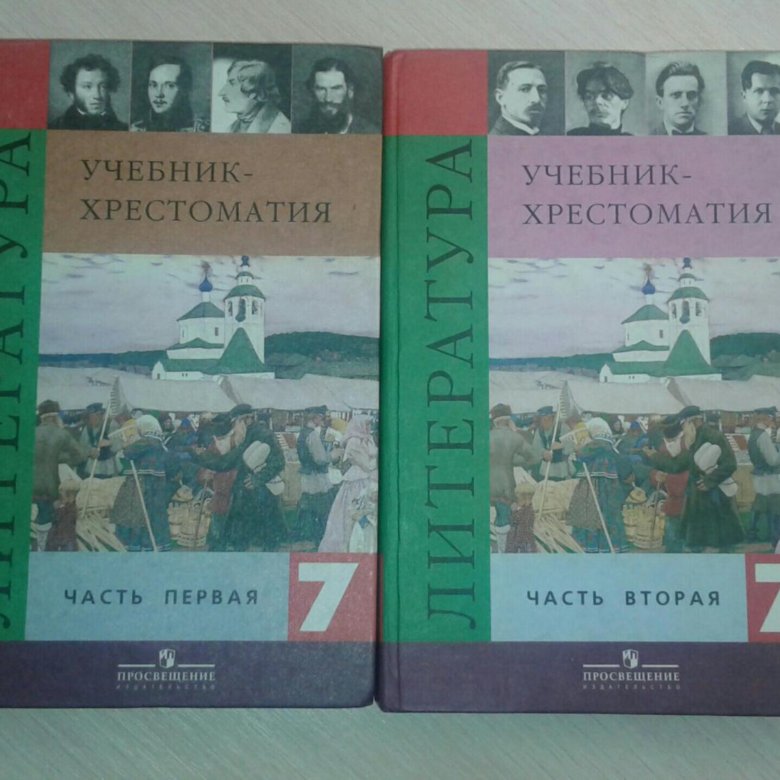 ЛИТЕРАТУРА
УЧЕБНИК-
ХРЕСТОМАТИЯ
ЧАСТЬ ПЕРВАЯ
7
ПРОСВЕЩЕНИЕ
ИЗДАТЕЛЬСТВО
ЛИТЕРАТУРА
УЧЕБНИК-
ХРЕСТОМАТИЯ
ЧАСТЬ ВТОРАЯ
7
ПРОСВЕЩЕНИЕ
ИЗДАТЕЛЬСТВО